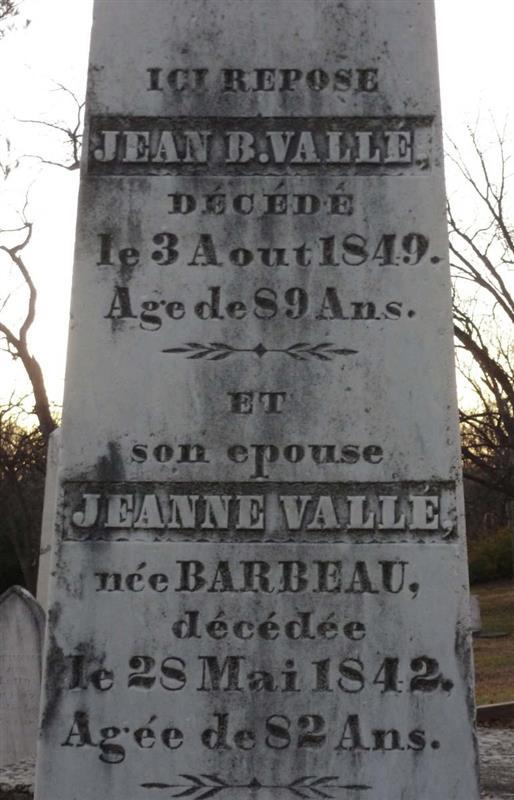 ICI REPOSE
JEAN B. VALLÉ,
DÉCÉDÉ
le 3 Aout 1849.
Age de 89 Ans.
ET
son epouse
JEANNE VALLÉ,
née BARBEAU,
décédée
le 28 Mai 1842.
Agée de 82 Ans.